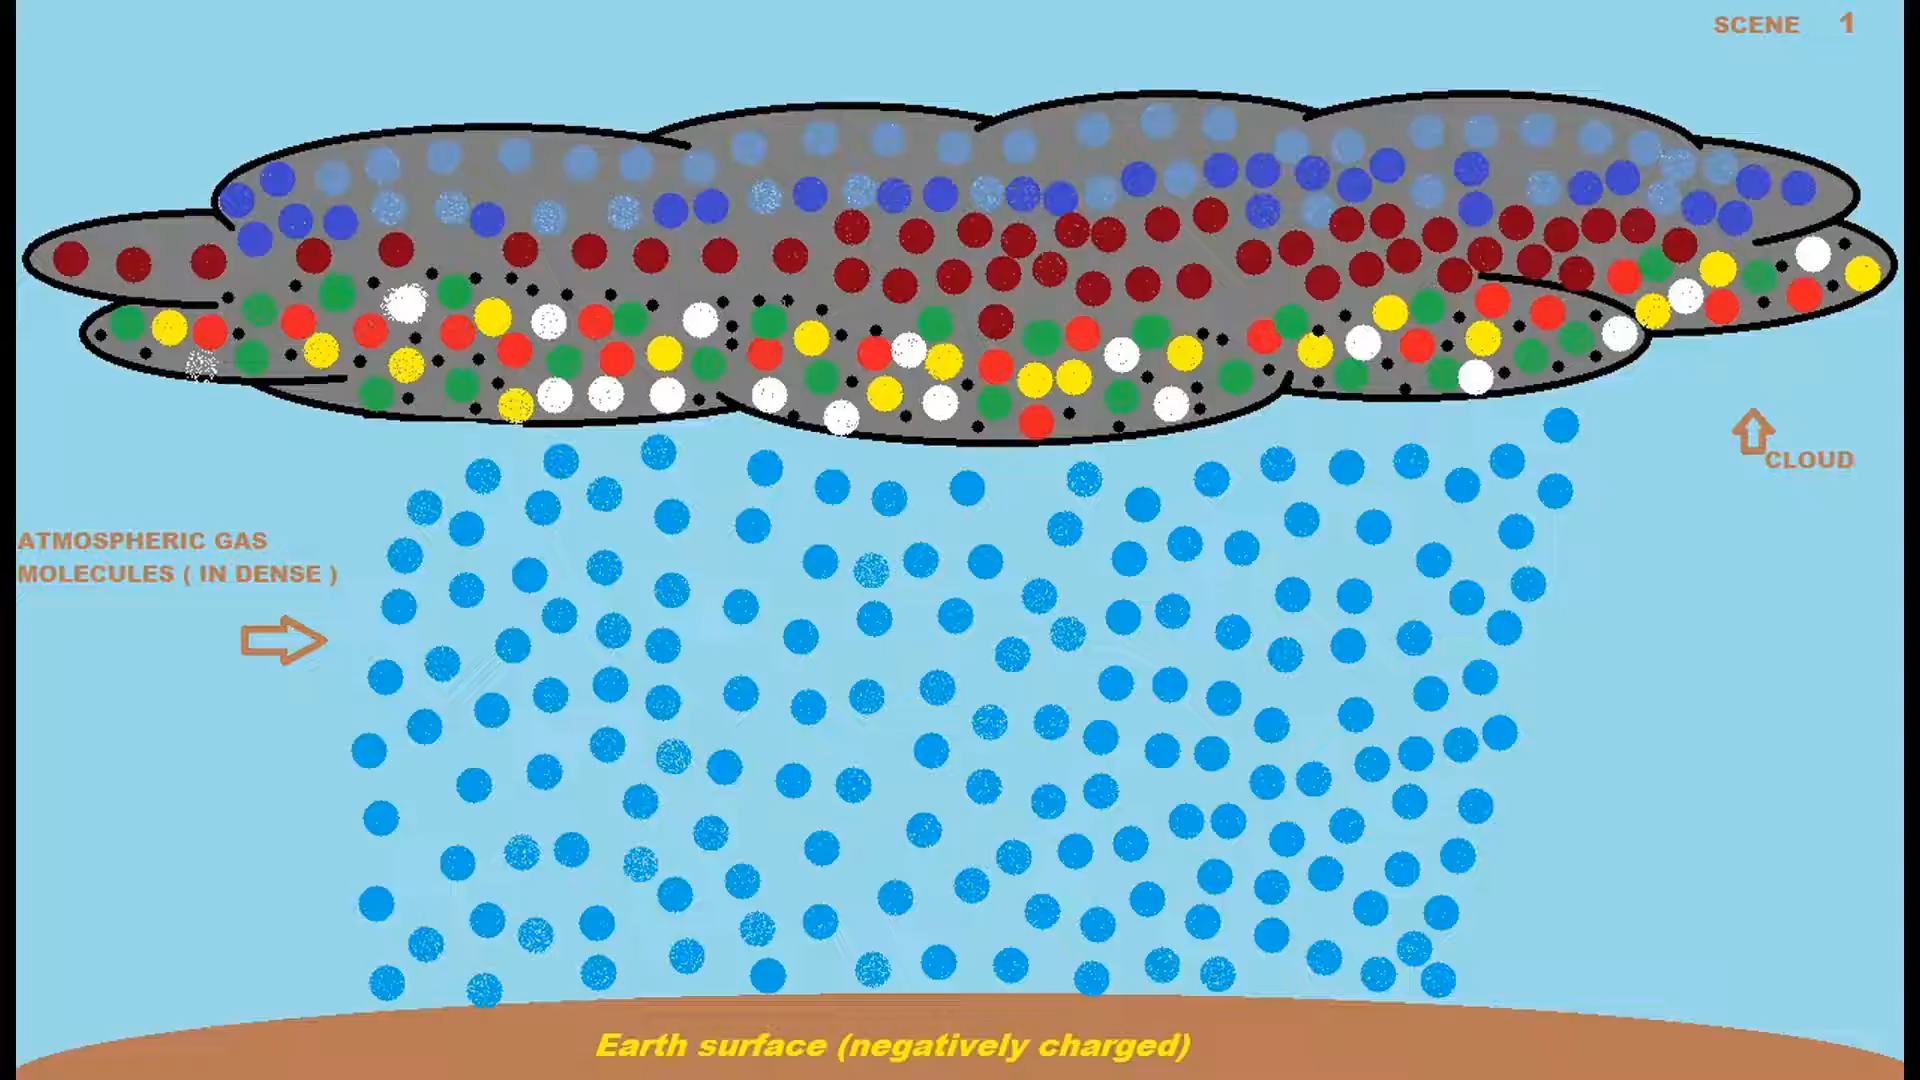 SCENE 1
CLOUD
ATMOSPHERIC GAS
MOLECULES ( IN DENSE )
Earth surface (negatively charged)